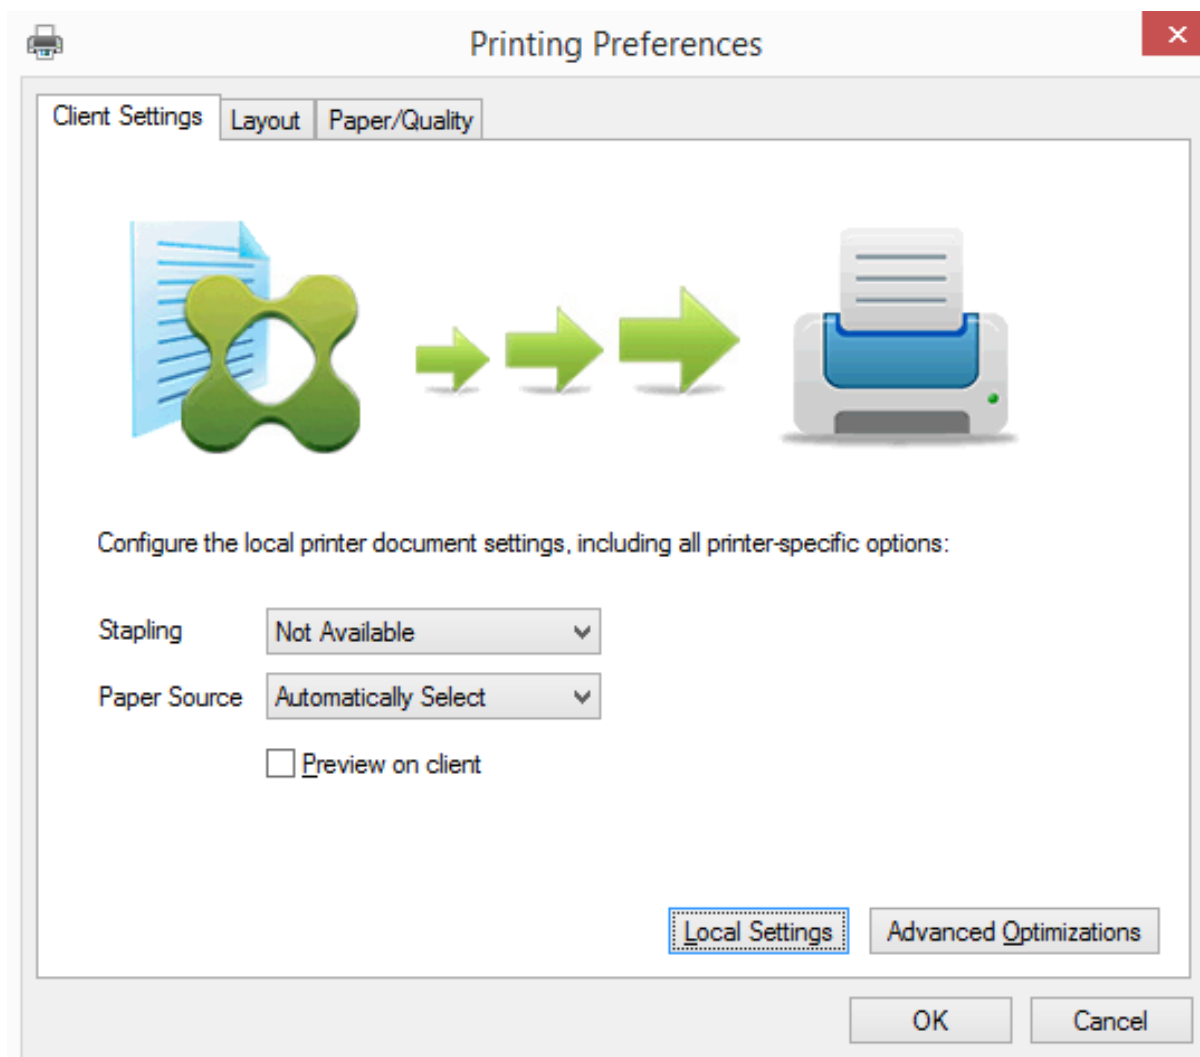 Printing Preferences
Client Settings Layout Paper/Quality
Configure the local printer document settings, including all printer-specific options:
Stapling Not Available
Paper Source Automatically Select
Preview on client
Local Settings Advanced Optimizations
OK Cancel